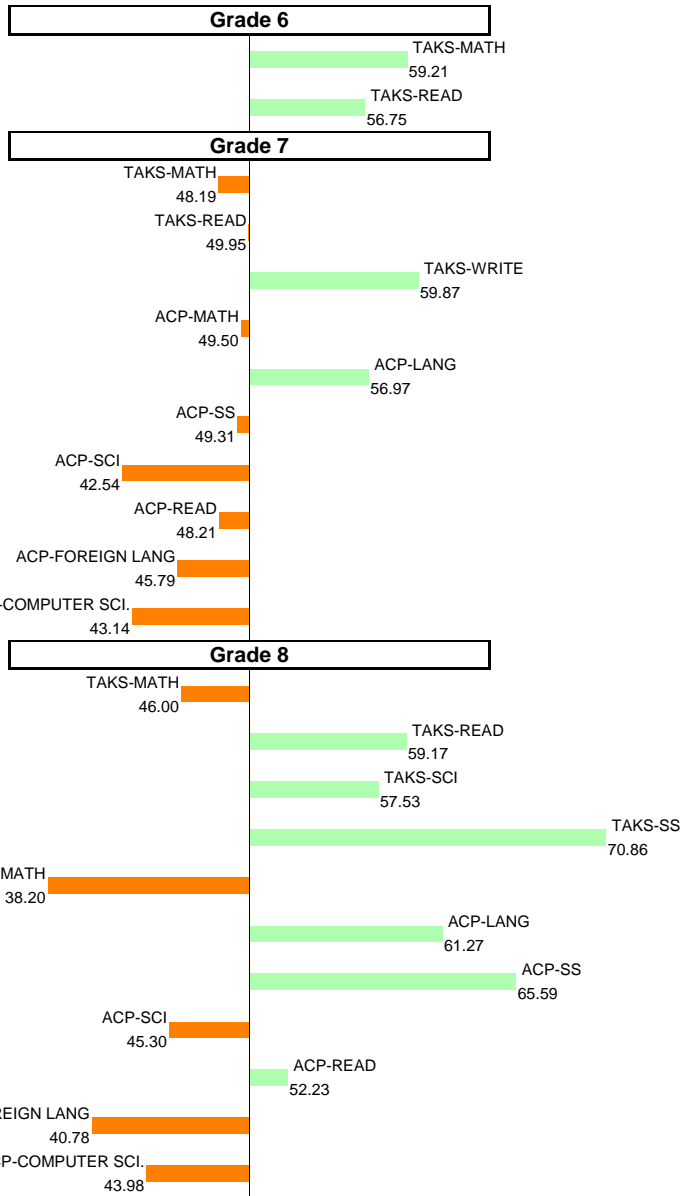 Grade 6
TAKS-MATH
59.21
TAKS-READ
56.75
Grade 7
TAKS-MATH
48.19
TAKS-READ
49.95
TAKS-WRITE
59.87
ACP-MATH
49.50
ACP-LANG
56.97
ACP-SS
49.31
ACP-SCI
42.54
ACP-READ
48.21
ACP-FOREIGN LANG
45.79
-COMPUTER SCI.
43.14
Grade 8
TAKS-MATH
46.00
TAKS-READ
59.17
TAKS-SCI
57.53
TAKS-SS
70.86
MATH
38.20
ACP-LANG
61.27
ACP-SS
65.59
ACP-SCI
45.30
ACP-READ
52.23
REIGN LANG
40.78
CP-COMPUTER SCI.
43.98